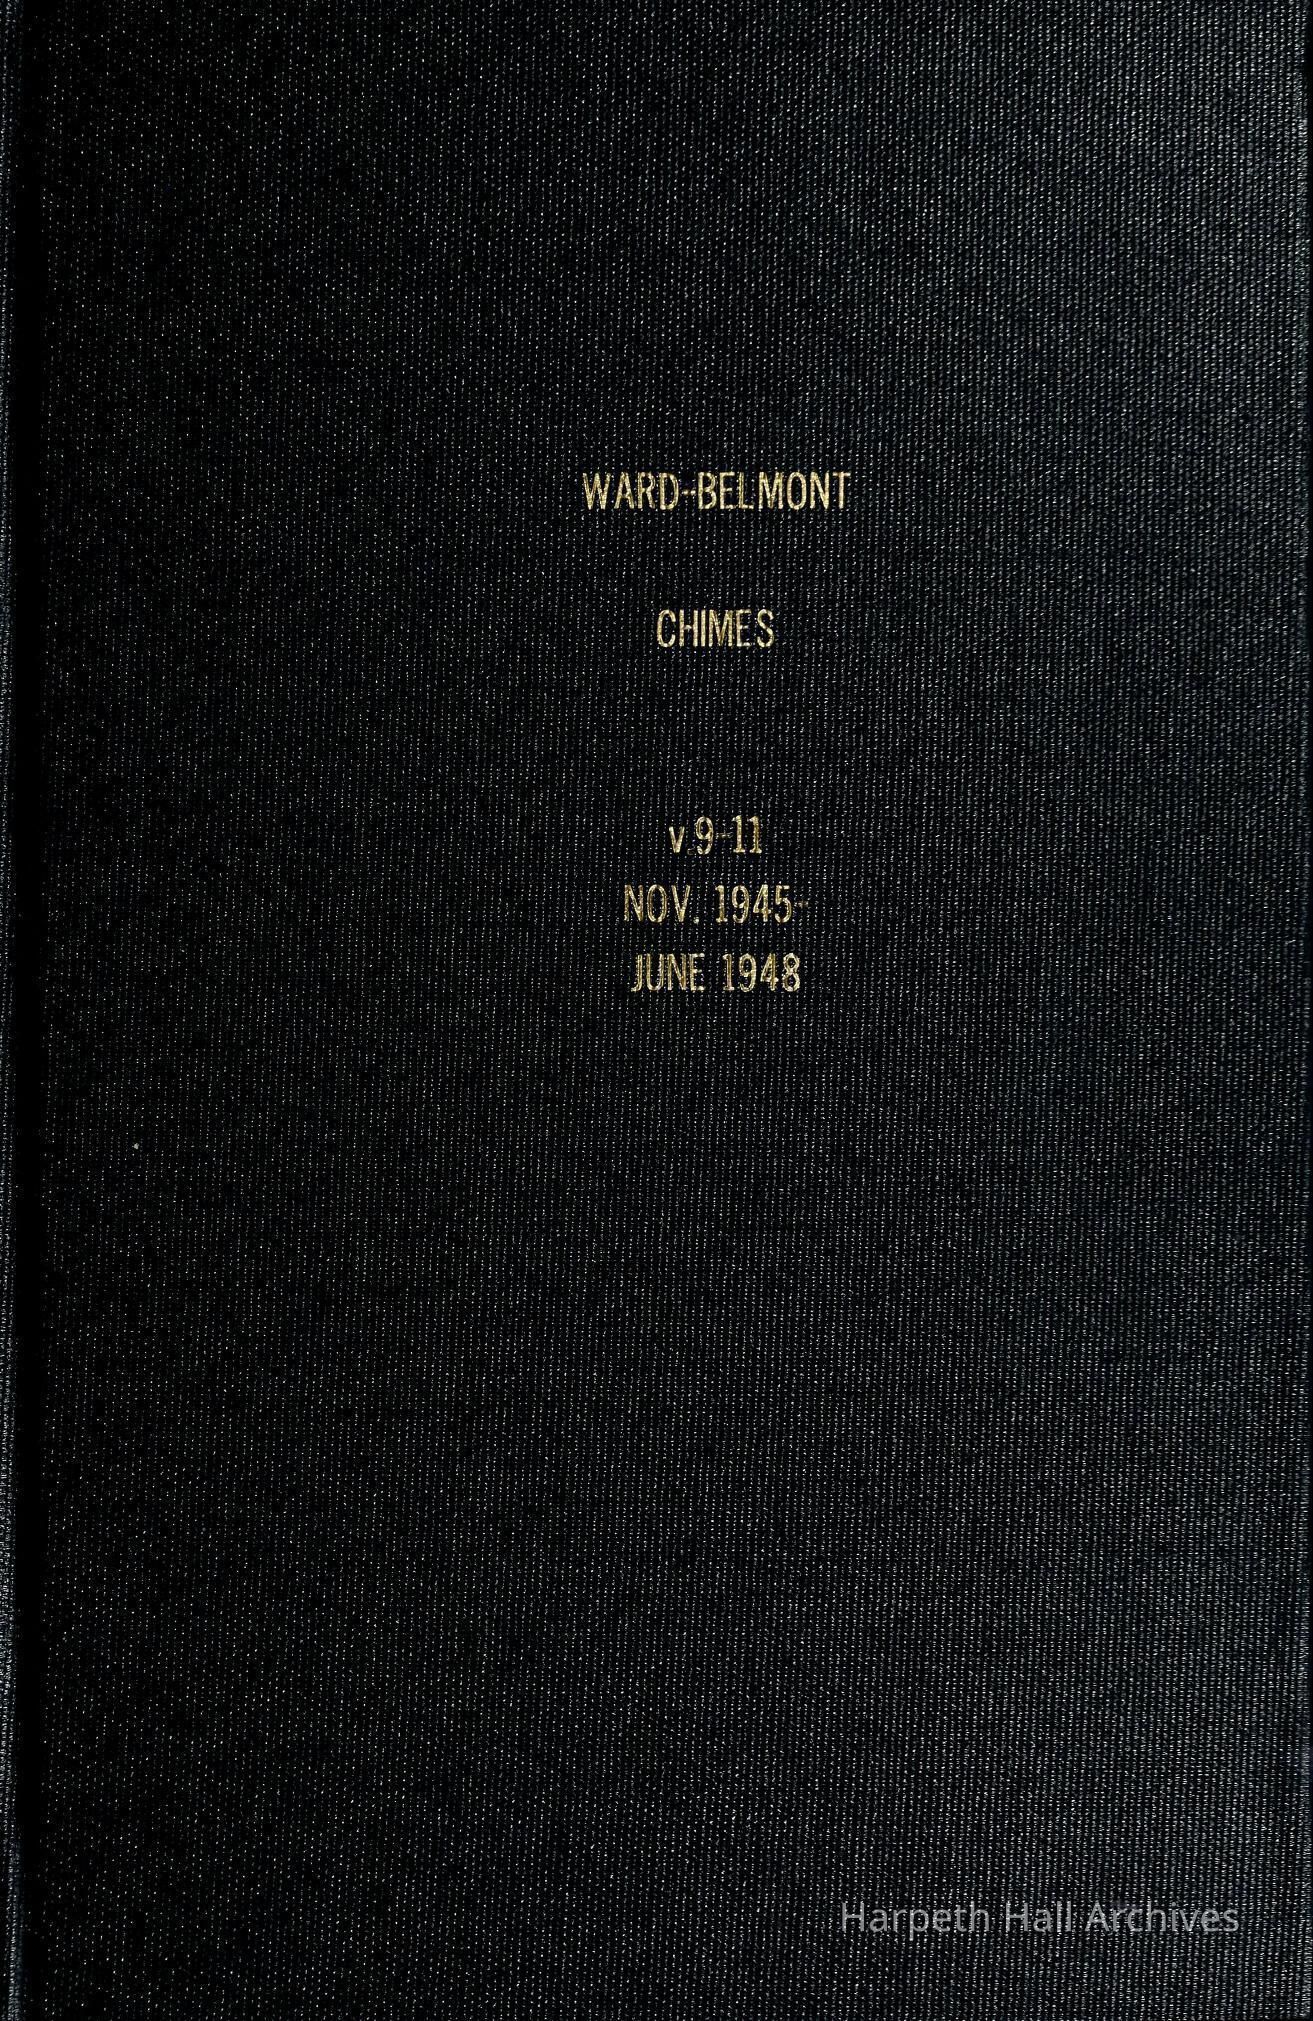 WARD-BELMONT
CHIMES
v.9-11
NOV. 1945-
JUNE 1948
Harpeth Hall Archives